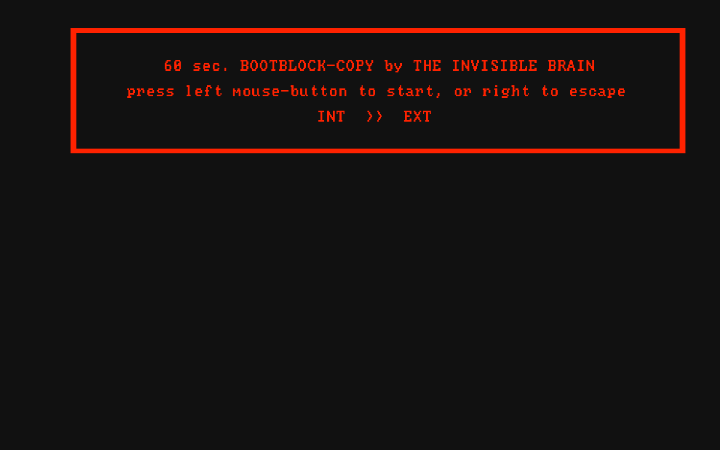 60 sec. BOOTBLOCK-COPY by THE INVISIBLE BRAIN
press left mouse-button to start, or right to escape
INT >> EXT